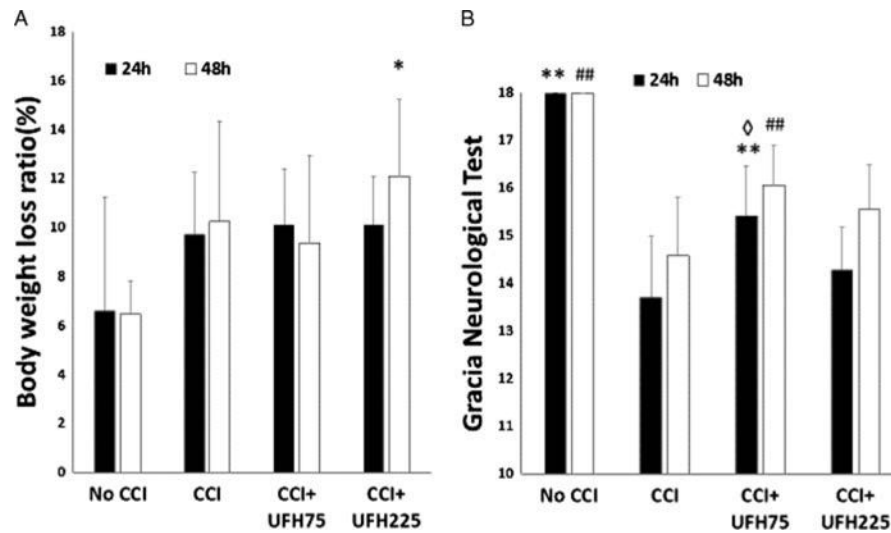 A
Body weight loss ratio(%)
18
16
14
12
10
8
6
4
2
0
24h
48h
*
No CCI
CCI
CCI+
UFH75
CCI+
UFH225
B
Gracia Neurological Test
18
17
16
15
14
13
12
11
10
24h
48h
** ##
◊
** ##
No CCI
CCI
CCI+
UFH75
CCI+
UFH225